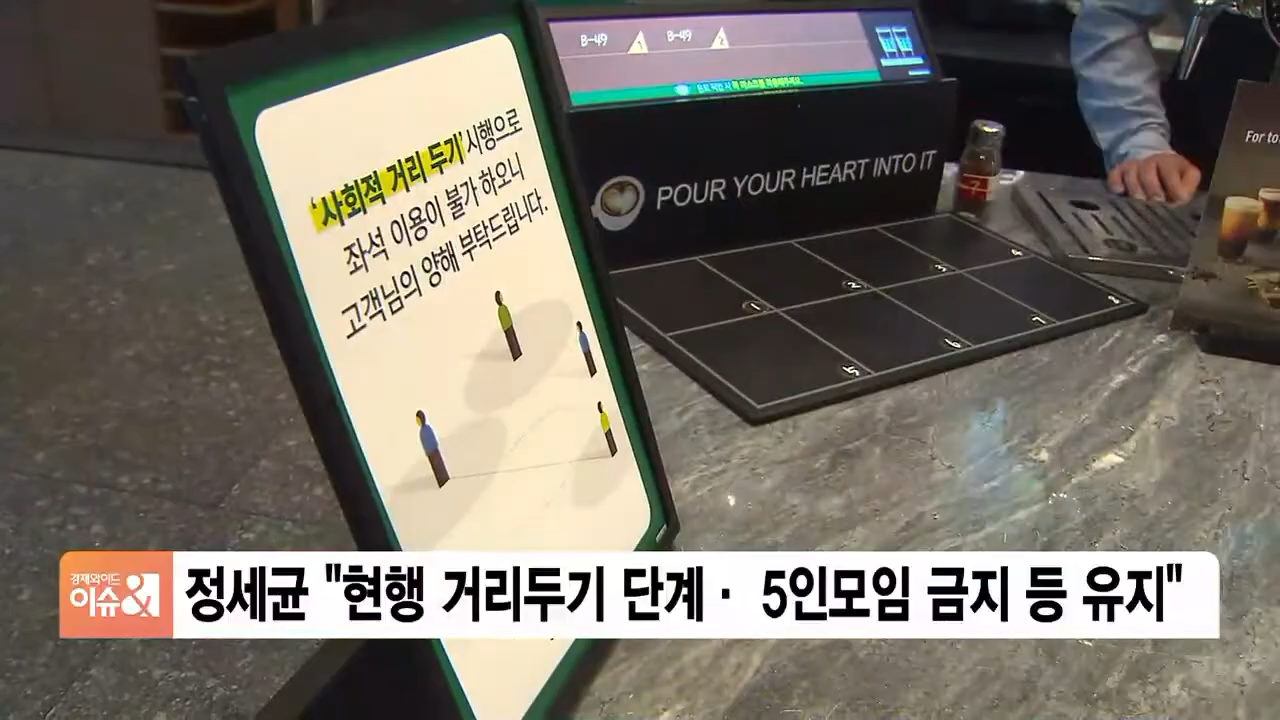 B-49 1 B-49 2
POUR YOUR HEART INTO IT
'사회적 거리 두기' 시행으로
좌석 이용이 불가 하오니
고객님의 양해 부탁드립니다.
For to
1
2
3
4
5
6
7
8
7
경제와이드
이슈&
정세균 "현행 거리두기 단계· 5인모임 금지 등 유지"